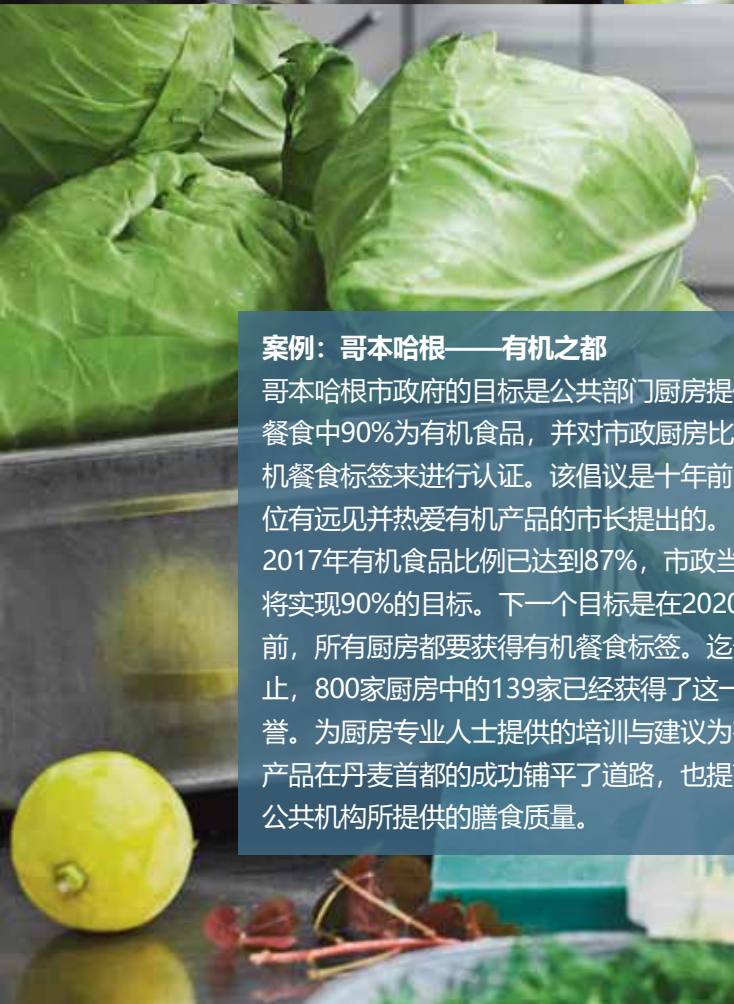 案例：哥本哈根——有机之都
哥本哈根市政府的目标是公共部门厨房提
餐食中90%为有机食品，并对市政厨房比
机餐食标签来进行认证。该倡议是十年前
位有远见并热爱有机产品的市长提出的。
2017年有机食品比例已达到87%，市政当
将实现90%的目标。下一个目标是在2020
前，所有厨房都要获得有机餐食标签。迄
止，800家厨房中的139家已经获得了这一
誉。为厨房专业人士提供的培训与建议为
产品在丹麦首都的成功铺平了道路，也提
公共机构所提供的膳食质量。